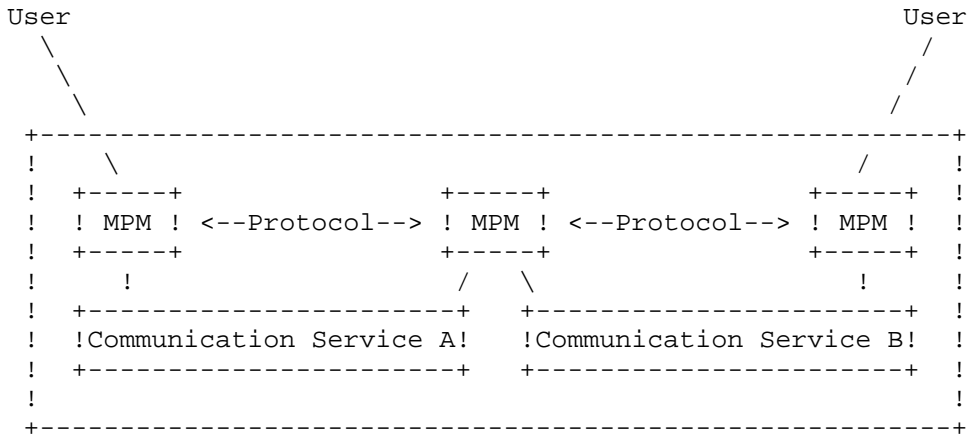 User User
MPM <--Protocol--> MPM <--Protocol--> MPM
Communication Service A Communication Service B